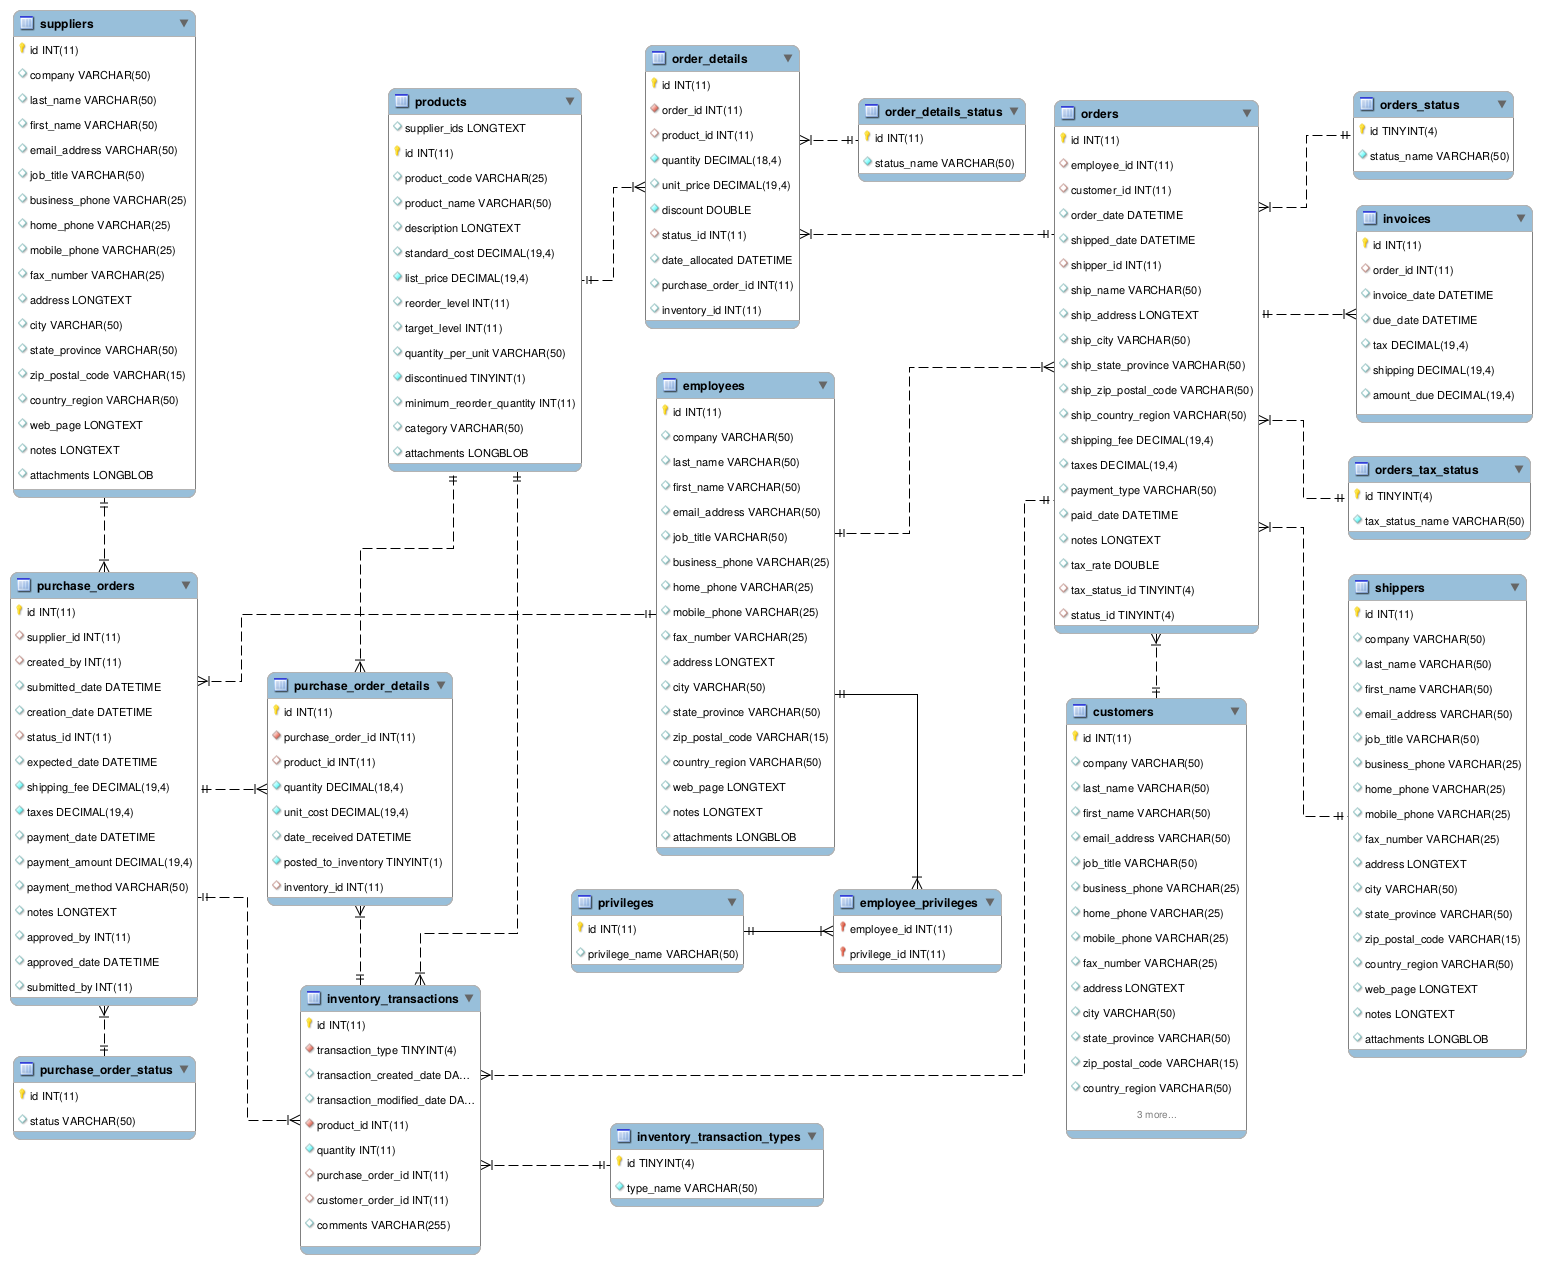 suppliers
id INT(11)
company VARCHAR(50)
last_name VARCHAR(50)
first_name VARCHAR(50)
email_address VARCHAR(50)
job_title VARCHAR(50)
business_phone VARCHAR(25)
home_phone VARCHAR(25)
mobile_phone VARCHAR(25)
fax_number VARCHAR(25)
address LONGTEXT
city VARCHAR(50)
state_province VARCHAR(50)
zip_postal_code VARCHAR(15)
country_region VARCHAR(50)
web_page LONGTEXT
notes LONGTEXT
attachments LONGBLOB
products
supplier_ids LONGTEXT
id INT(11)
product_code VARCHAR(25)
product_name VARCHAR(50)
description LONGTEXT
standard_cost DECIMAL(19,4)
list_price DECIMAL(19,4)
reorder_level INT(11)
target_level INT(11)
quantity_per_unit VARCHAR(50)
discontinued TINYINT(1)
minimum_reorder_quantity INT(11)
category VARCHAR(50)
attachments LONGBLOB
order_details
id INT(11)
order_id INT(11)
product_id INT(11)
quantity DECIMAL(18,4)
unit_price DECIMAL(19,4)
discount DOUBLE
status_id INT(11)
date_allocated DATETIME
purchase_order_id INT(11)
inventory_id INT(11)
order_details_status
id INT(11)
status_name VARCHAR(50)
orders
id INT(11)
employee_id INT(11)
customer_id INT(11)
order_date DATETIME
shipped_date DATETIME
shipper_id INT(11)
ship_name VARCHAR(50)
ship_address LONGTEXT
ship_city VARCHAR(50)
ship_state_province VARCHAR(50)
ship_zip_postal_code VARCHAR(50)
ship_country_region VARCHAR(50)
shipping_fee DECIMAL(19,4)
taxes DECIMAL(19,4)
payment_type VARCHAR(50)
paid_date DATETIME
notes LONGTEXT
tax_rate DOUBLE
tax_status_id TINYINT(4)
status_id TINYINT(4)
orders_status
id TINYINT(4)
status_name VARCHAR(50)
invoices
id INT(11)
order_id INT(11)
invoice_date DATETIME
due_date DATETIME
tax DECIMAL(19,4)
shipping DECIMAL(19,4)
amount_due DECIMAL(19,4)
orders_tax_status
id TINYINT(4)
tax_status_name VARCHAR(50)
employees
id INT(11)
company VARCHAR(50)
last_name VARCHAR(50)
first_name VARCHAR(50)
email_address VARCHAR(50)
job_title VARCHAR(50)
business_phone VARCHAR(25)
home_phone VARCHAR(25)
mobile_phone VARCHAR(25)
fax_number VARCHAR(25)
address LONGTEXT
city VARCHAR(50)
state_province VARCHAR(50)
zip_postal_code VARCHAR(15)
country_region VARCHAR(50)
web_page LONGTEXT
notes LONGTEXT
attachments LONGBLOB
shippers
id INT(11)
company VARCHAR(50)
last_name VARCHAR(50)
first_name VARCHAR(50)
email_address VARCHAR(50)
job_title VARCHAR(50)
business_phone VARCHAR(25)
home_phone VARCHAR(25)
mobile_phone VARCHAR(25)
fax_number VARCHAR(25)
address LONGTEXT
city VARCHAR(50)
state_province VARCHAR(50)
zip_postal_code VARCHAR(15)
country_region VARCHAR(50)
web_page LONGTEXT
notes LONGTEXT
attachments LONGBLOB
purchase_orders
id INT(11)
supplier_id INT(11)
created_by INT(11)
submitted_date DATETIME
creation_date DATETIME
status_id INT(11)
expected_date DATETIME
shipping_fee DECIMAL(19,4)
taxes DECIMAL(19,4)
payment_date DATETIME
payment_amount DECIMAL(19,4)
payment_method VARCHAR(50)
notes LONGTEXT
approved_by INT(11)
approved_date DATETIME
submitted_by INT(11)
purchase_order_details
id INT(11)
purchase_order_id INT(11)
product_id INT(11)
quantity DECIMAL(18,4)
unit_cost DECIMAL(19,4)
date_received DATETIME
posted_to_inventory TINYINT(1)
inventory_id INT(11)
customers
id INT(11)
company VARCHAR(50)
last_name VARCHAR(50)
first_name VARCHAR(50)
email_address VARCHAR(50)
job_title VARCHAR(50)
business_phone VARCHAR(25)
home_phone VARCHAR(25)
mobile_phone VARCHAR(25)
fax_number VARCHAR(25)
address LONGTEXT
city VARCHAR(50)
state_province VARCHAR(50)
zip_postal_code VARCHAR(15)
country_region VARCHAR(50)
3 more...
privileges
id INT(11)
privilege_name VARCHAR(50)
employee_privileges
employee_id INT(11)
privilege_id INT(11)
purchase_order_status
id INT(11)
status VARCHAR(50)
inventory_transactions
id INT(11)
transaction_type TINYINT(4)
transaction_created_date DA...
transaction_modified_date DA...
product_id INT(11)
quantity INT(11)
purchase_order_id INT(11)
customer_order_id INT(11)
comments VARCHAR(255)
inventory_transaction_types
id TINYINT(4)
type_name VARCHAR(50)